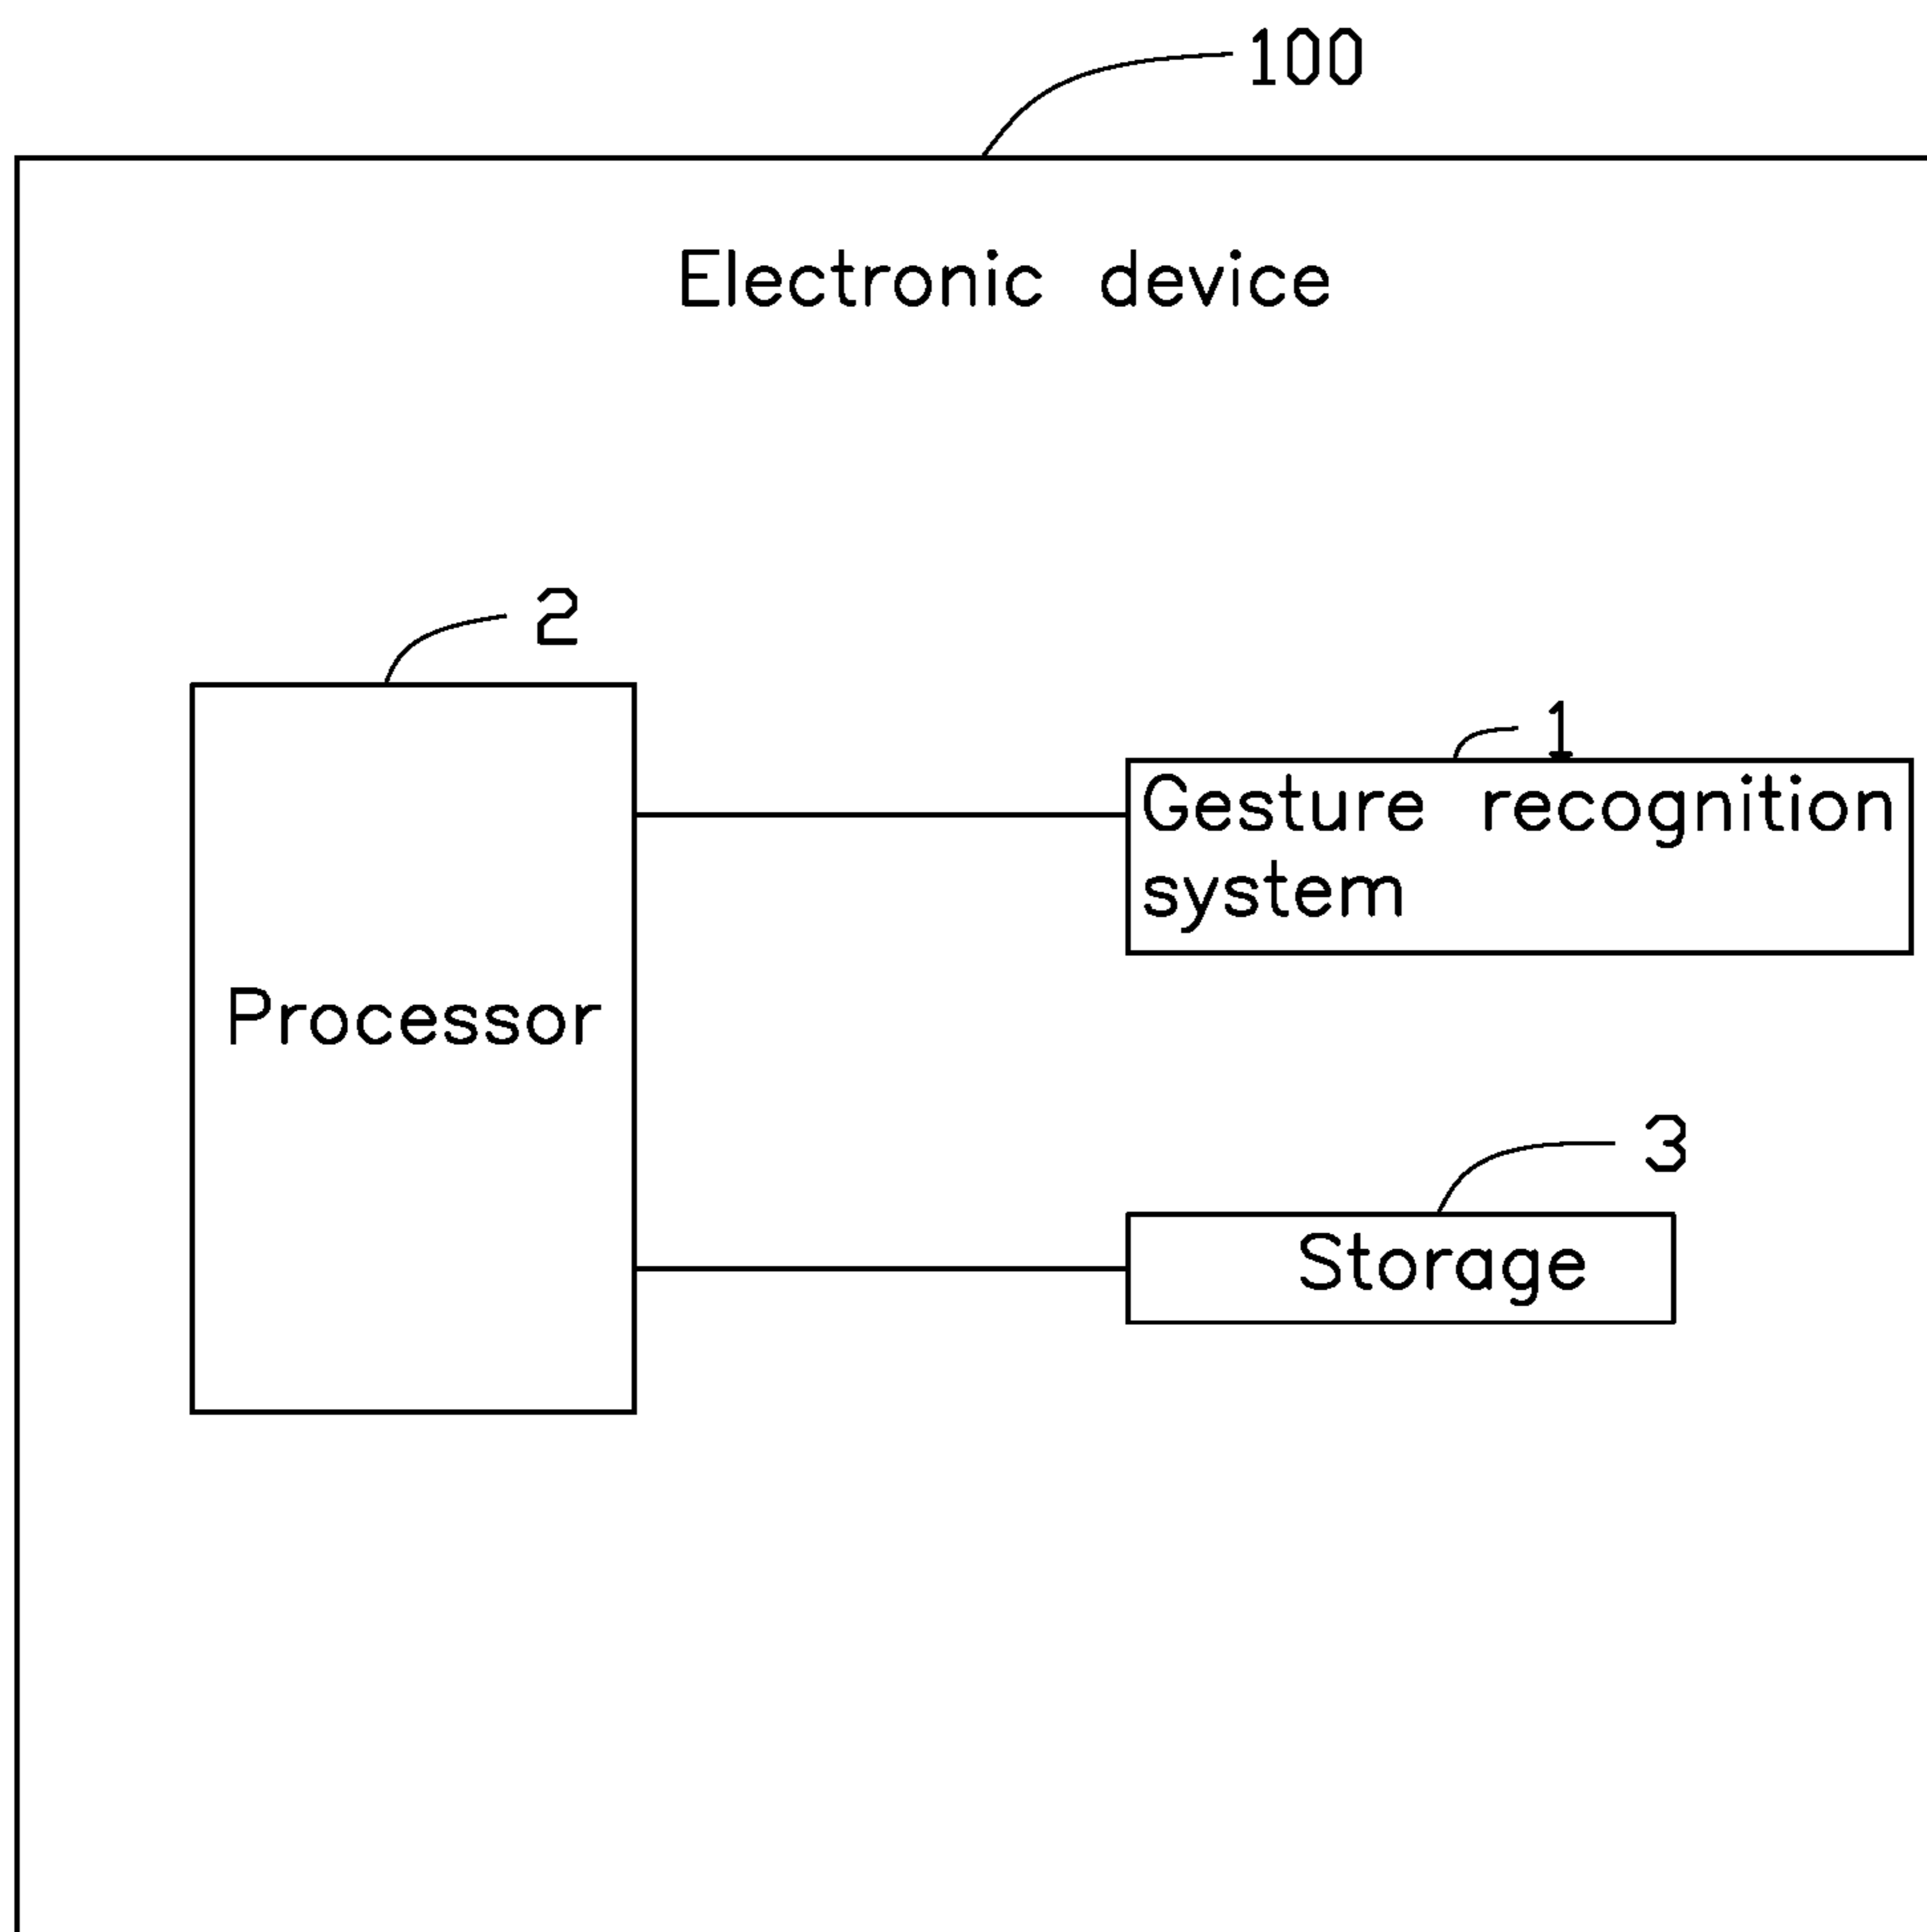 100
Electronic device
2
1
Gesture recognition
system
Processor
3
Storage